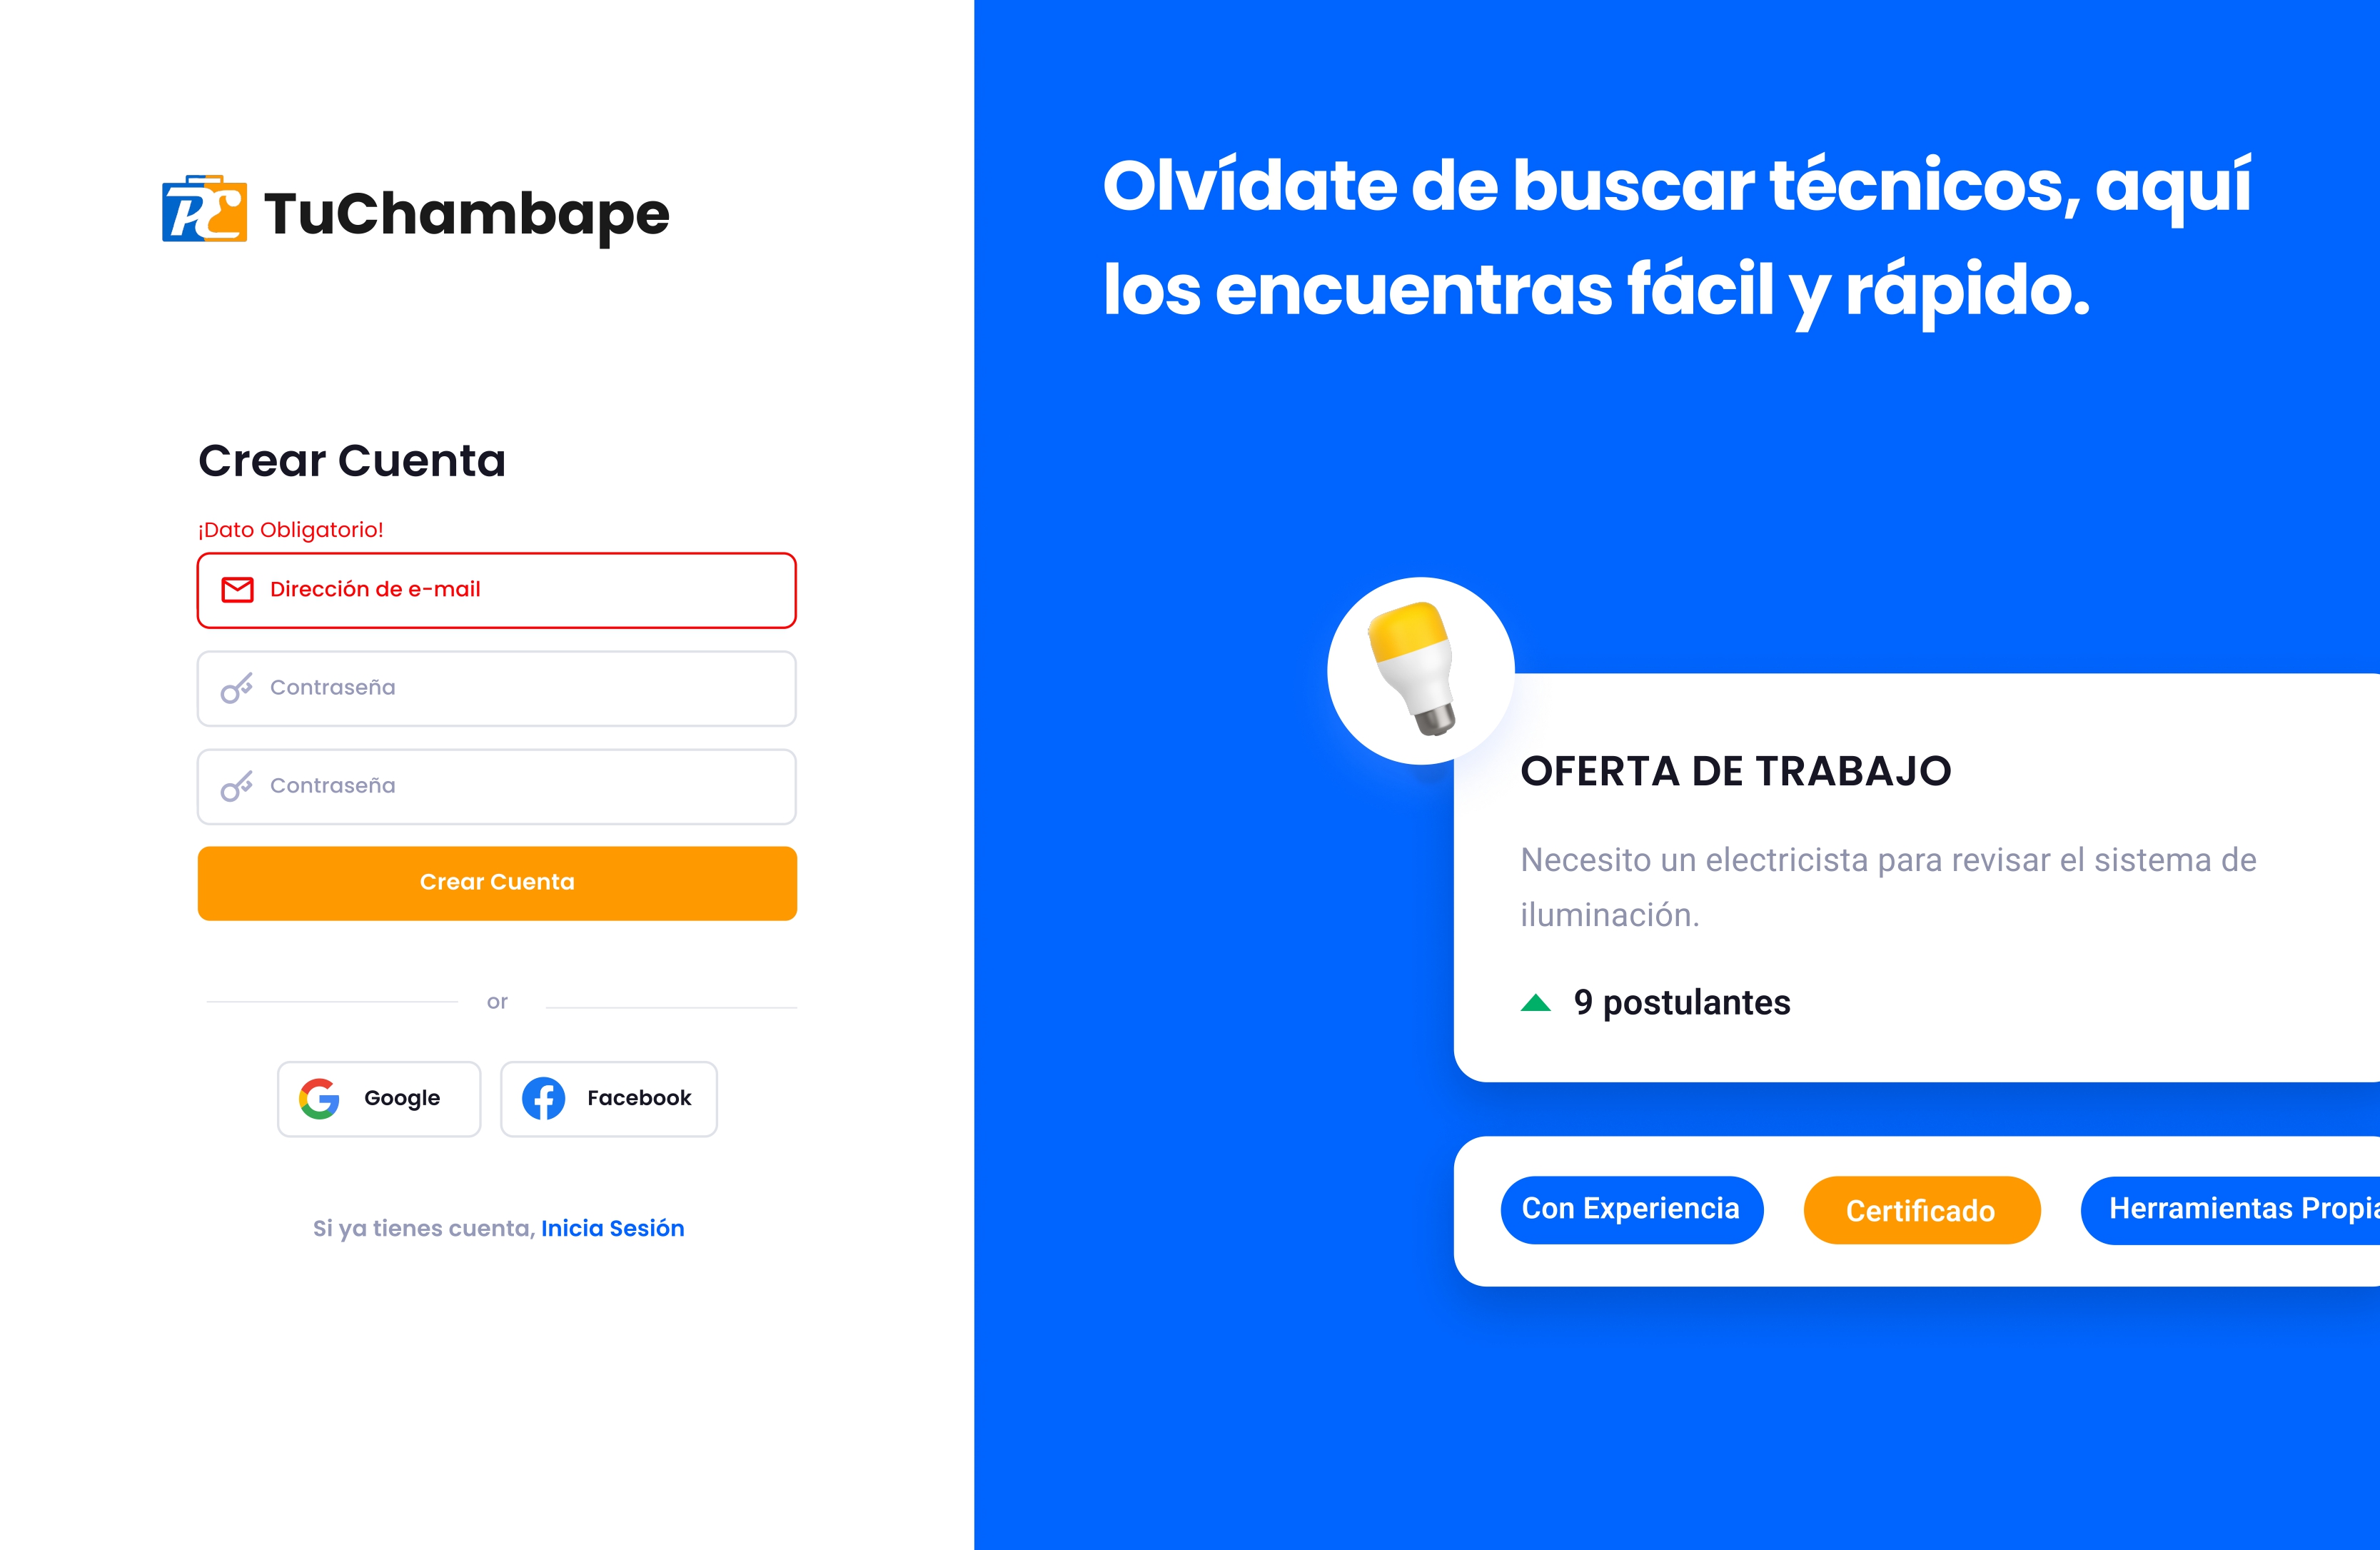 TuChambape
Crear Cuenta
¡Dato Obligatorio!
Dirección de e-mail
Contraseña
Contraseña
Crear Cuenta
or
Google
Facebook
Si ya tienes cuenta, Inicia Sesión
Olvídate de buscar técnicos, aquí
los encuentras fácil y rápido.
OFERTA DE TRABAJO
Necesito un electricista para revisar el sistema de
iluminación.
9 postulantes
Con Experiencia
Certificado
Herramientas